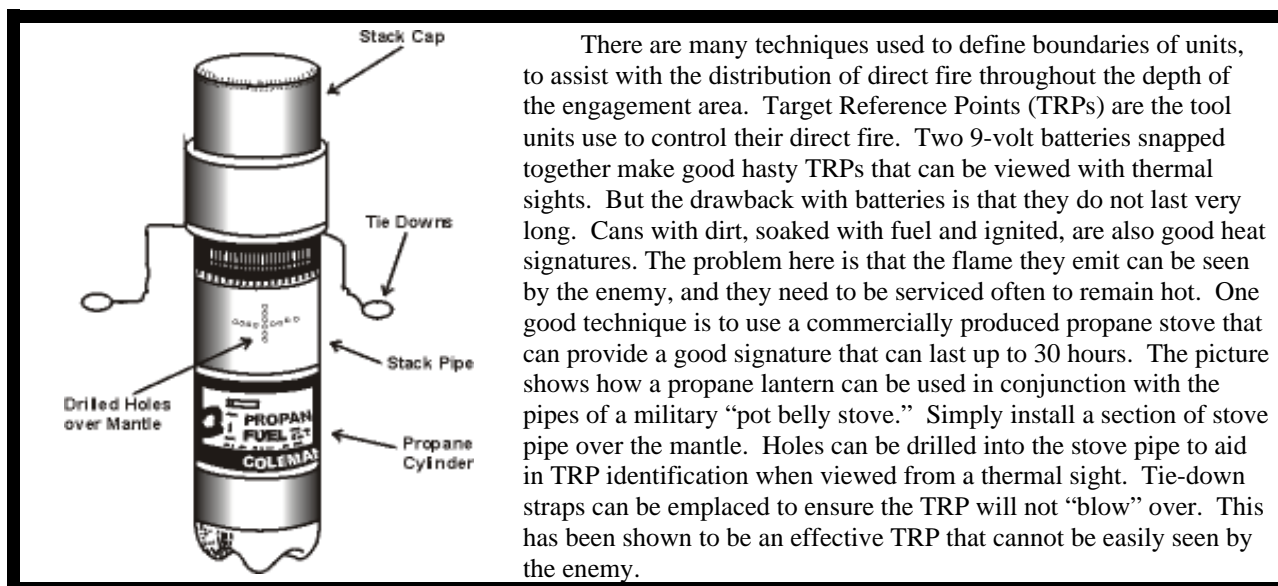 Stack Cap
Tie Downs
Stack Pipe
Drilled Holes
over Mantle
Propane
Cylinder
PROPAN
FUEL
COLEMA
There are many techniques used to define boundaries of units,
to assist with the distribution of direct fire throughout the depth of
the engagement area.  Target Reference Points (TRPs) are the tool
units use to control their direct fire.  Two 9-volt batteries snapped
together make good hasty TRPs that can be viewed with thermal
sights.  But the drawback with batteries is that they do not last very
long.  Cans with dirt, soaked with fuel and ignited, are also good heat
signatures. The problem here is that the flame they emit can be seen
by the enemy, and they need to be serviced often to remain hot.  One
good technique is to use a commercially produced propane stove that
can provide a good signature that can last up to 30 hours.  The picture
shows how a propane lantern can be used in conjunction with the
pipes of a military “pot belly stove.”  Simply install a section of stove
pipe over the mantle.  Holes can be drilled into the stove pipe to aid
in TRP identification when viewed from a thermal sight.  Tie-down
straps can be emplaced to ensure the TRP will not “blow” over.  This
has been shown to be an effective TRP that cannot be easily seen by
the enemy.